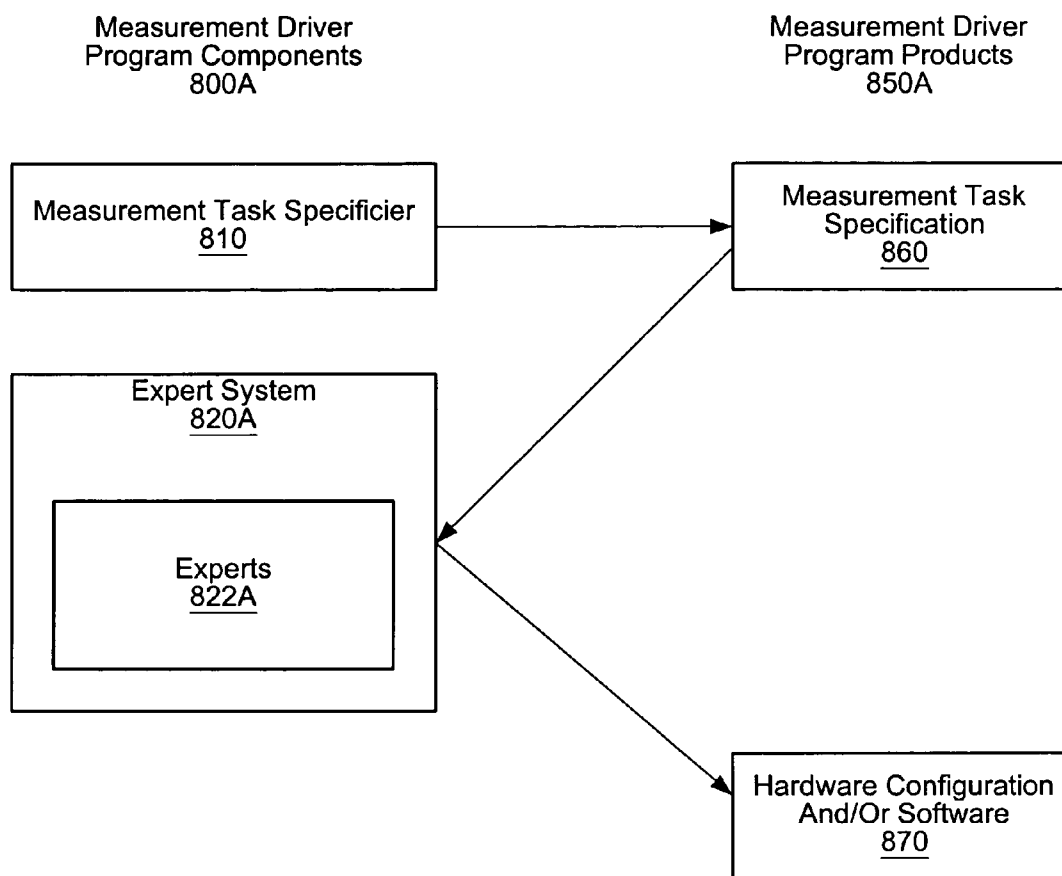 Measurement Driver
Program Components
800A
Measurement Driver
Program Products
850A
Measurement Task Specificier
810
Measurement Task
Specification
860
Expert System
820A
Experts
822A
Hardware Configuration
And/Or Software
870